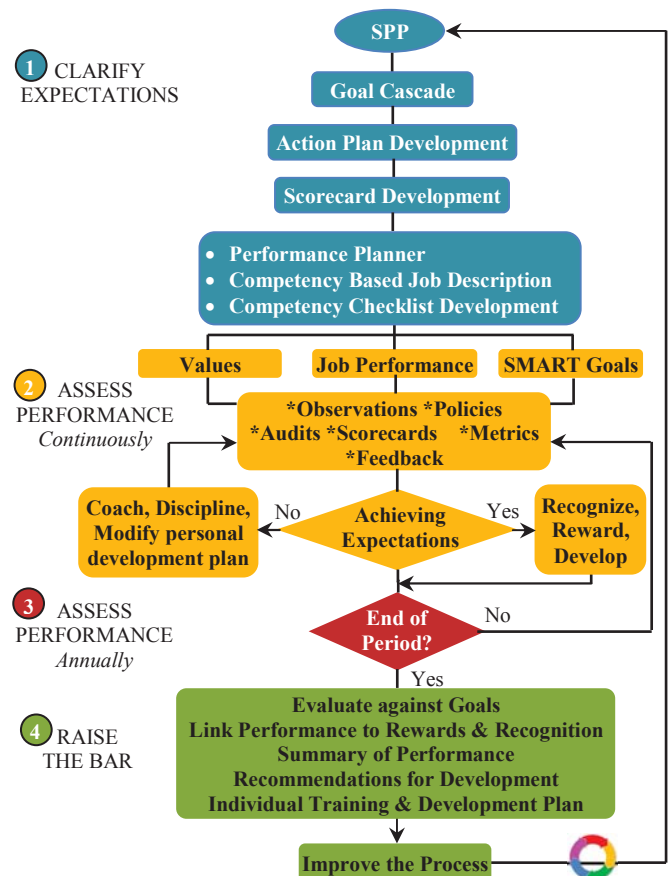 SPP
1 CLARIFY
EXPECTATIONS
Goal Cascade
Action Plan Development
Scorecard Development
• Performance Planner
• Competency Based Job Description
• Competency Checklist Development
Values
Job Performance
SMART Goals
2 ASSESS
PERFORMANCE
Continuously
*Observations *Policies
*Audits *Scorecards *Metrics
*Feedback
Coach, Discipline,
Modify personal
development plan
No
Achieving
Expectations
Yes
Recognize,
Reward,
Develop
3 ASSESS
PERFORMANCE
Annually
End of
Period?
No
Yes
4 RAISE
THE BAR
Evaluate against Goals
Link Performance to Rewards & Recognition
Summary of Performance
Recommendations for Development
Individual Training & Development Plan
Improve the Process